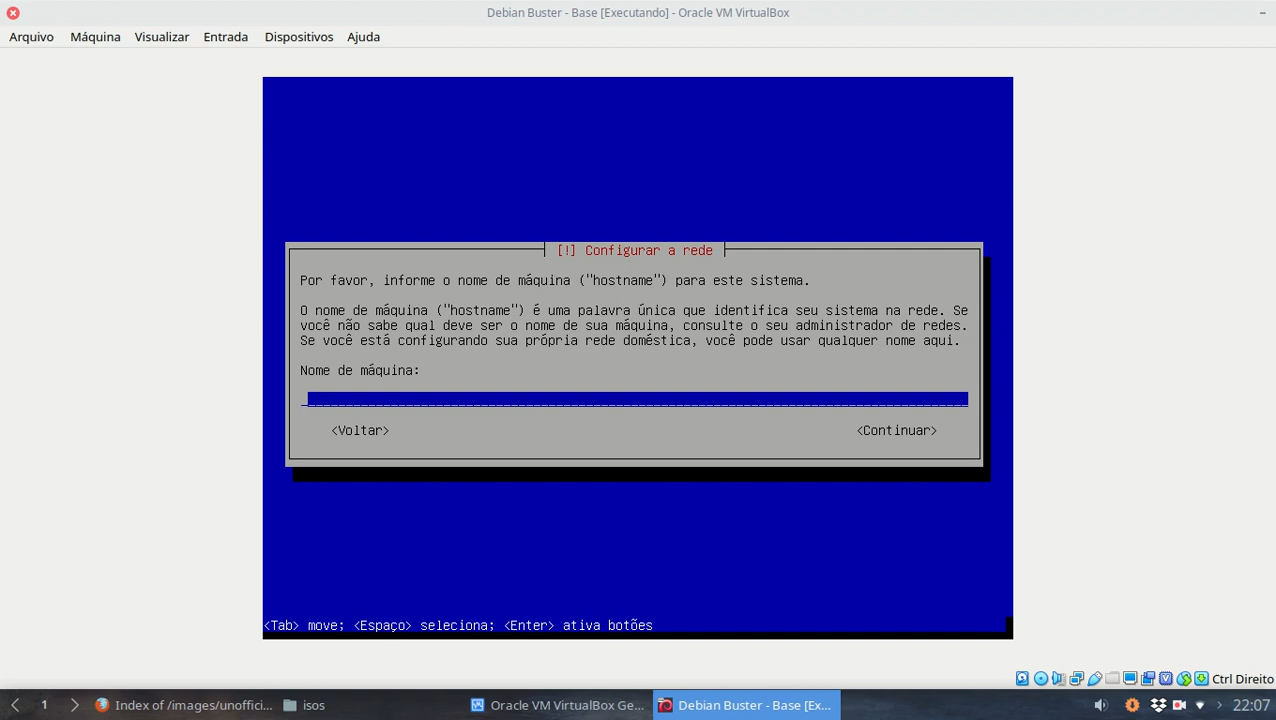 Debian Buster - Base [Executando] - Oracle VM VirtualBox
Arquivo Máquina Visualizar Entrada Dispositivos Ajuda
[!] Configurar a rede
Por favor, informe o nome de máquina ("hostname") para este sistema.
O nome de máquina ("hostname") é uma palavra única que identifica seu sistema na rede. Se
você não sabe qual deve ser o nome de sua máquina, consulte o seu administrador de redes.
Se você está configurando sua própria rede doméstica, você pode usar qualquer nome aqui.
Nome de máquina:
<Voltar> <Continuar>
<Tab> move; <Espaço> seleciona; <Enter> ativa botões
Ctrl Direito
1 Index of /images/unoffici... isos Oracle VM VirtualBox Ge... Debian Buster - Base [Ex... 22:07